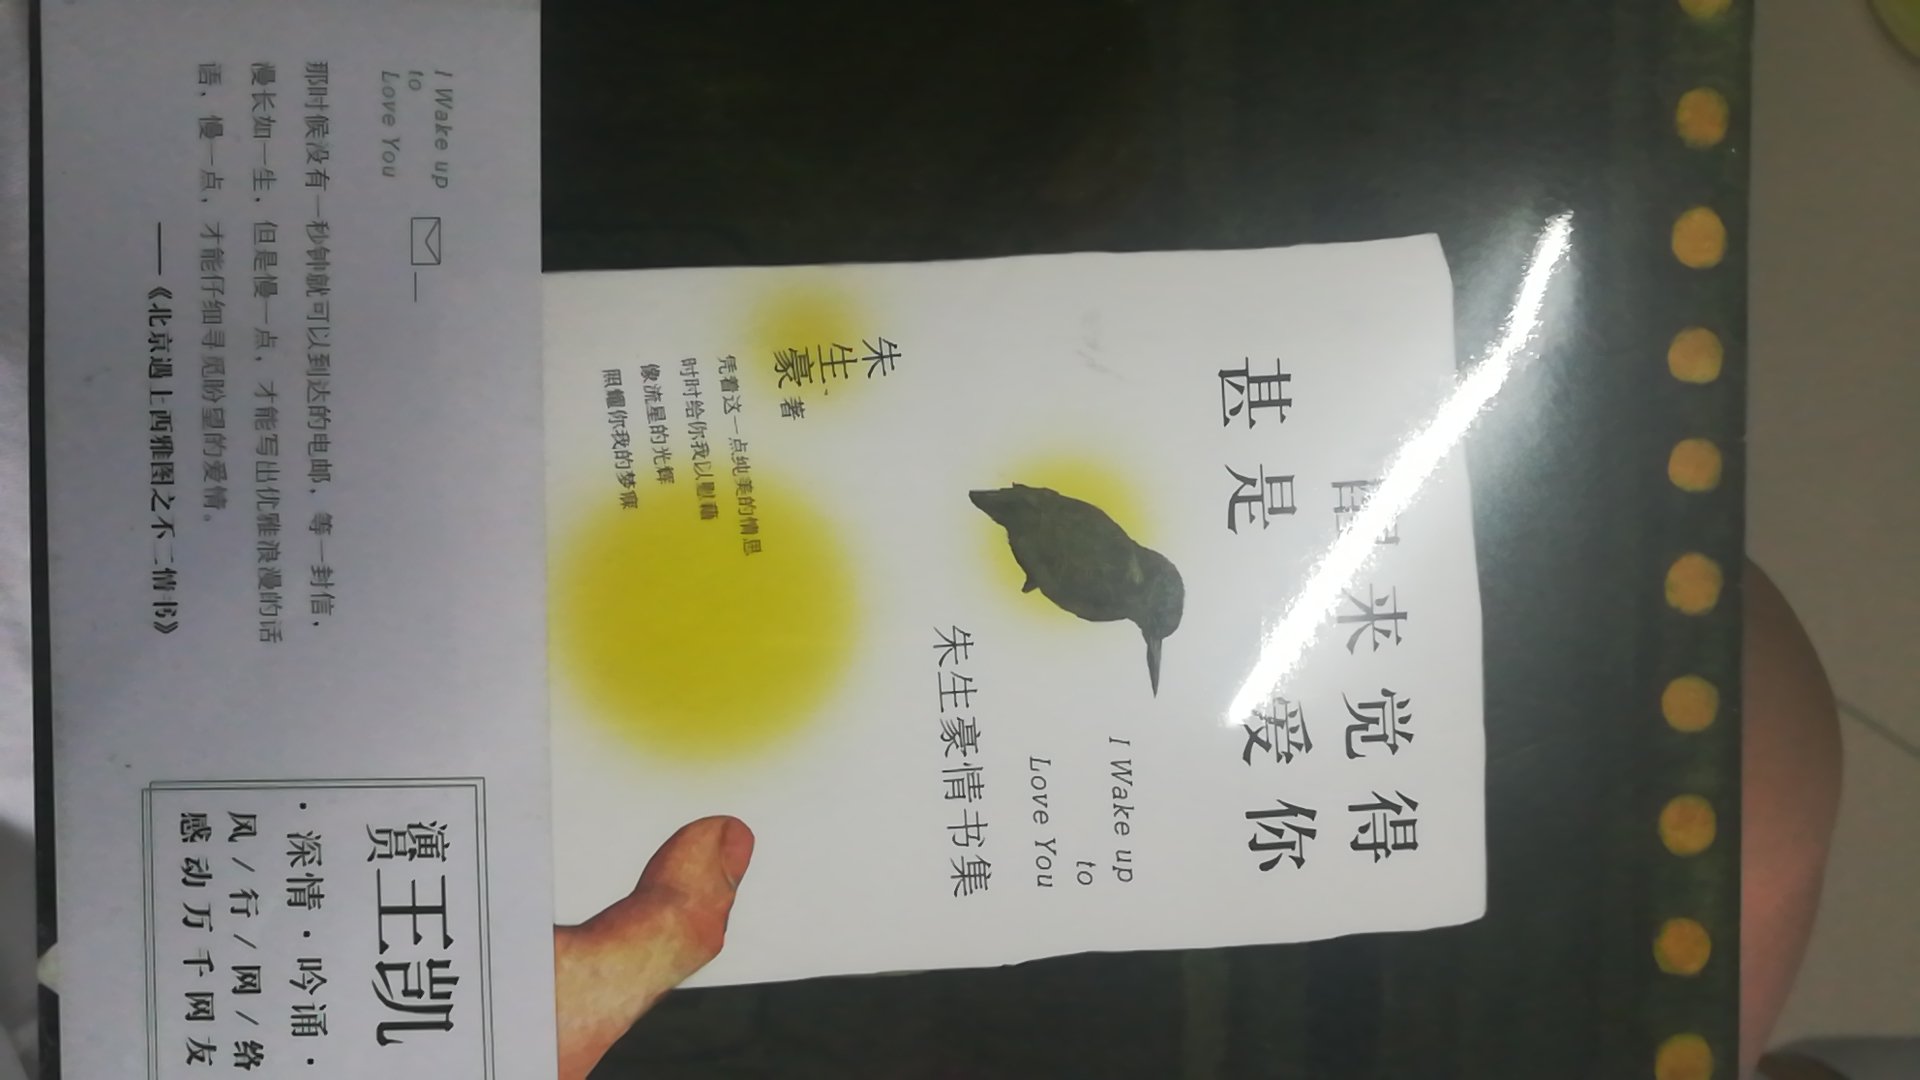 醒来觉得
甚是爱你
I Wake up
to
Love You
朱生豪情书集
朱生豪 著
凭着这一点纯美的情思
时时给你我以慰藉
像流星的光辉
照耀你我的梦寐
I Wake up
to
Love You
那时候没有一秒钟就可以到达的电邮，等一封信，
漫长如一生，但是慢一点，才能写出优雅浪漫的话
语，慢一点，才能仔细寻觅盼望的爱情。
——《北京遇上西雅图之不二情书》
演员王凯
·深情·吟诵·
风/行/网/络
感动万千网友